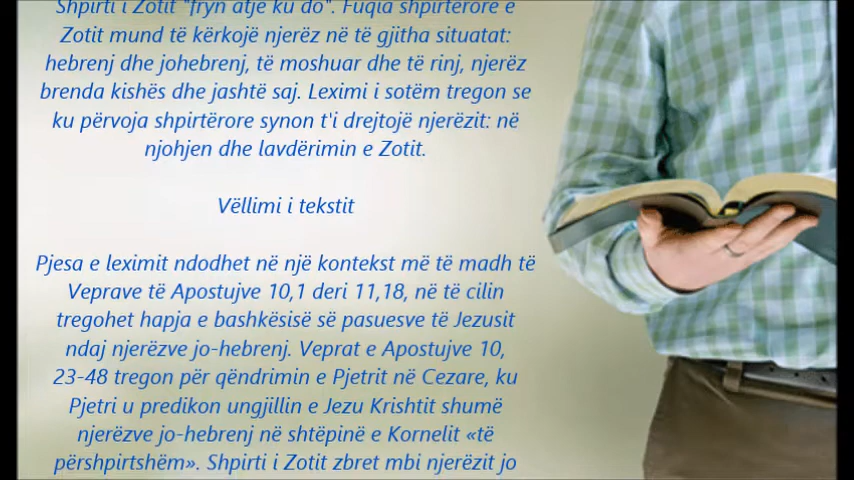 Shpirti i Zotit "fryn atje ku do". Fuqia shpirtërore e
Zotit mund të kërkojë njerëz në të gjitha situatat:
hebrenj dhe johebrenj, të moshuar dhe të rinj, njerëz
brenda kishës dhe jashtë saj. Leximi i sotëm tregon se
ku përvoja shpirtërore synon t'i drejtojë njerëzit: në
njohjen dhe lavdërimin e Zotit.
Vëllimi i tekstit
Pjesa e leximit ndodhet në një kontekst më të madh të
Veprave të Apostujve 10,1 deri 11,18, në të cilin
tregohet hapja e bashkësisë së pasuesve të Jezusit
ndaj njerëzve jo-hebrenj. Veprat e Apostujve 10,
23-48 tregon për qëndrimin e Pjetrit në Cezare, ku
Pjetri u predikon ungjillin e Jezu Krishtit shumë
njerëzve jo-hebrenj në shtëpinë e Kornelit «të
përshpirtshëm». Shpirti i Zotit zbret mbi njerëzit jo